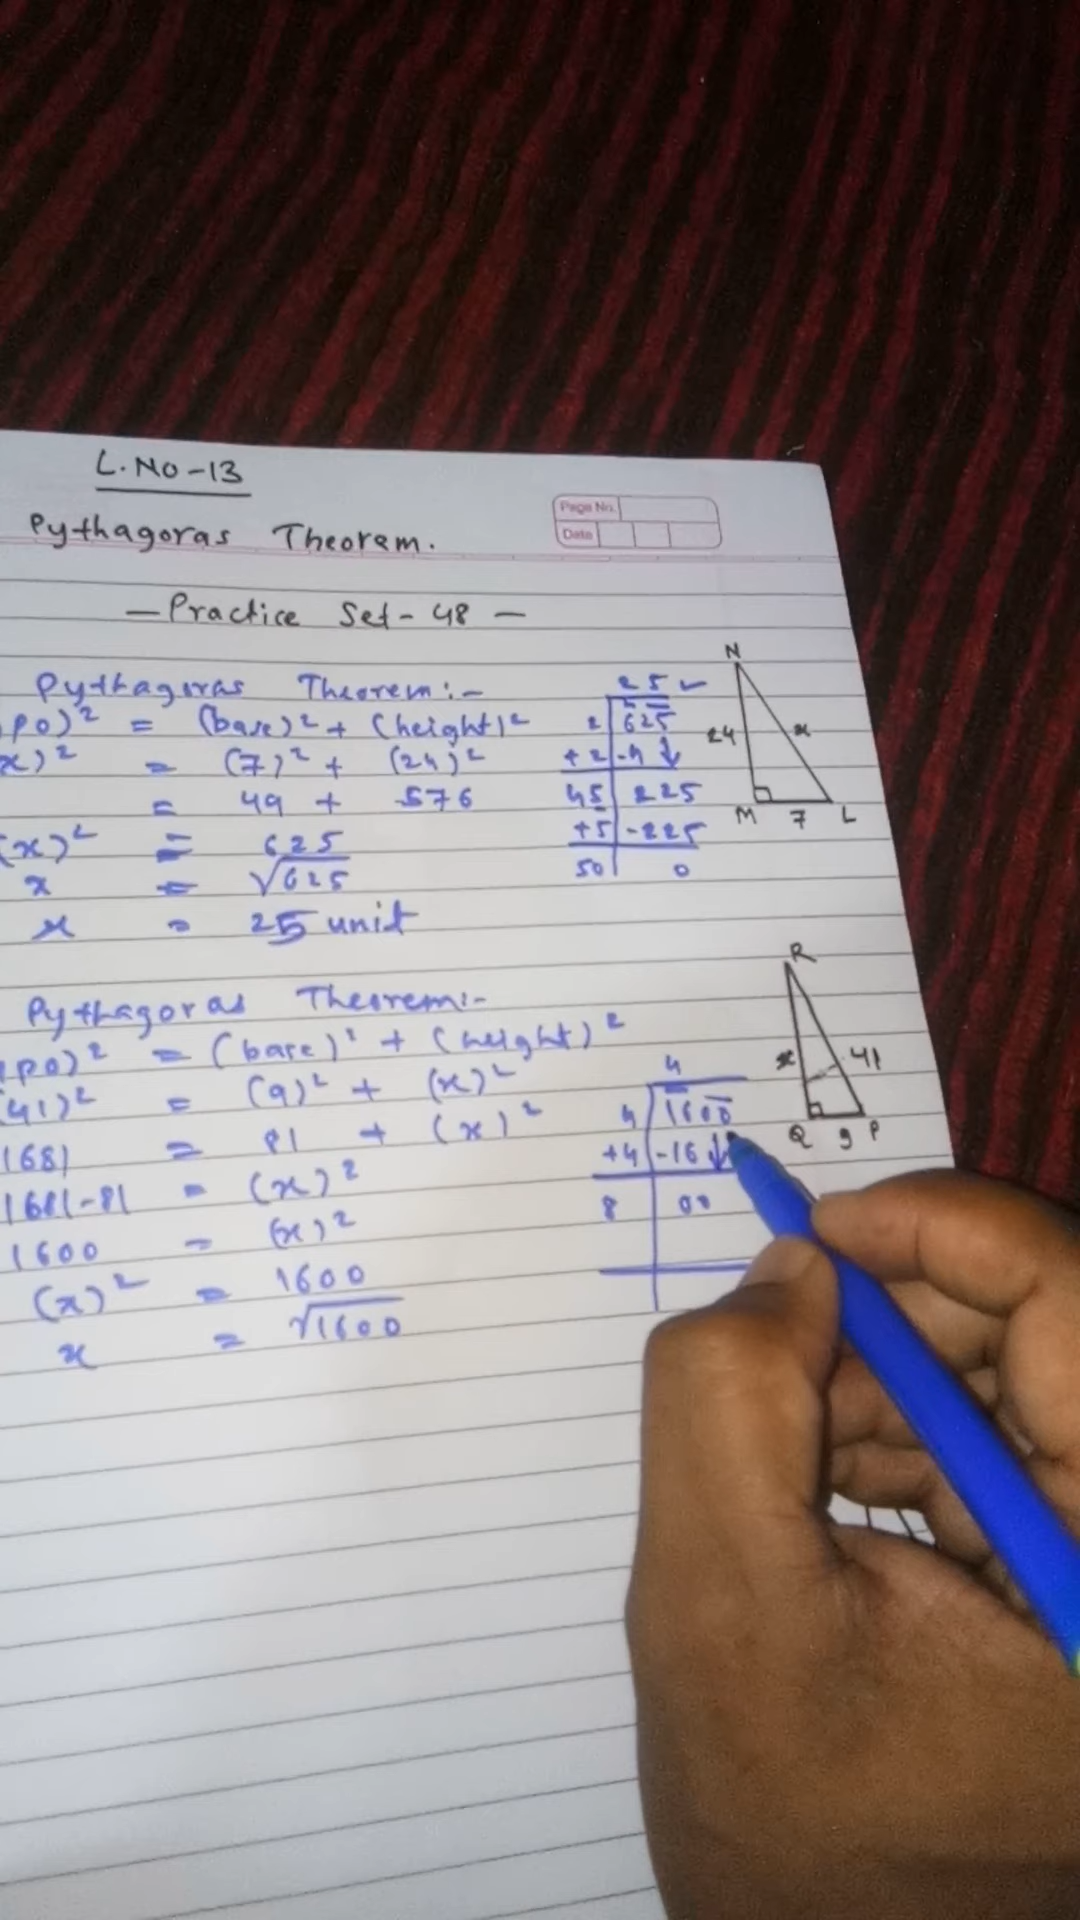 L.No-13
Pythagoras Theorem.
Page No.
Date
- Practice Set-48 -
Pythagoras Theorem:-
po)² = (base)² + (height)²
x)² = (7)² + (24)²
= 49 + 576
(x)² = 625
x = √625
x = 25 unit
25 ✓
2 625
+2 -4 ↓
45 225
+5 -225
50 0
N
24 x
M 7 L
Pythagoras Theorem:-
po)² = (base)² + (height)²
(41)² = (9)² + (x)²
1681 = 81 + (x)²
1681-81 = (x)²
1600 = (x)²
(x)² = 1600
x = √1600
4
4 1600
+4 -16↓
8 00
R
x 41
Q 9 P